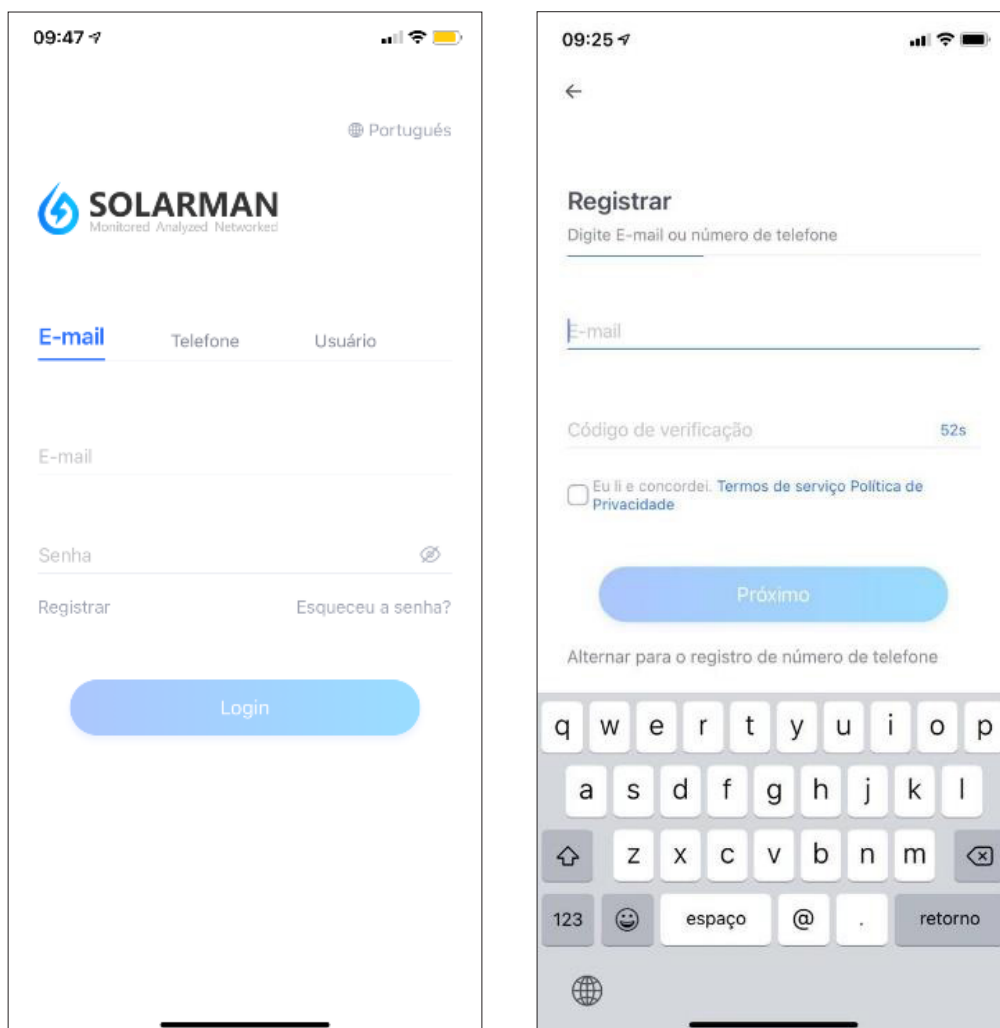 09:47
Português
SOLARMAN
Monitored Analyzed Networked
E-mail Telefone Usuário
E-mail
Senha
Registrar Esqueceu a senha?
Login
09:25
Registrar
Digite E-mail ou número de telefone
E-mail
Código de verificação 52s
Eu li e concordei. Termos de serviço Política de
Privacidade
Próximo
Alternar para o registro de número de telefone
q w e r t y u i o p
a s d f g h j k l
z x c v b n m
123 espaço @ . retorno